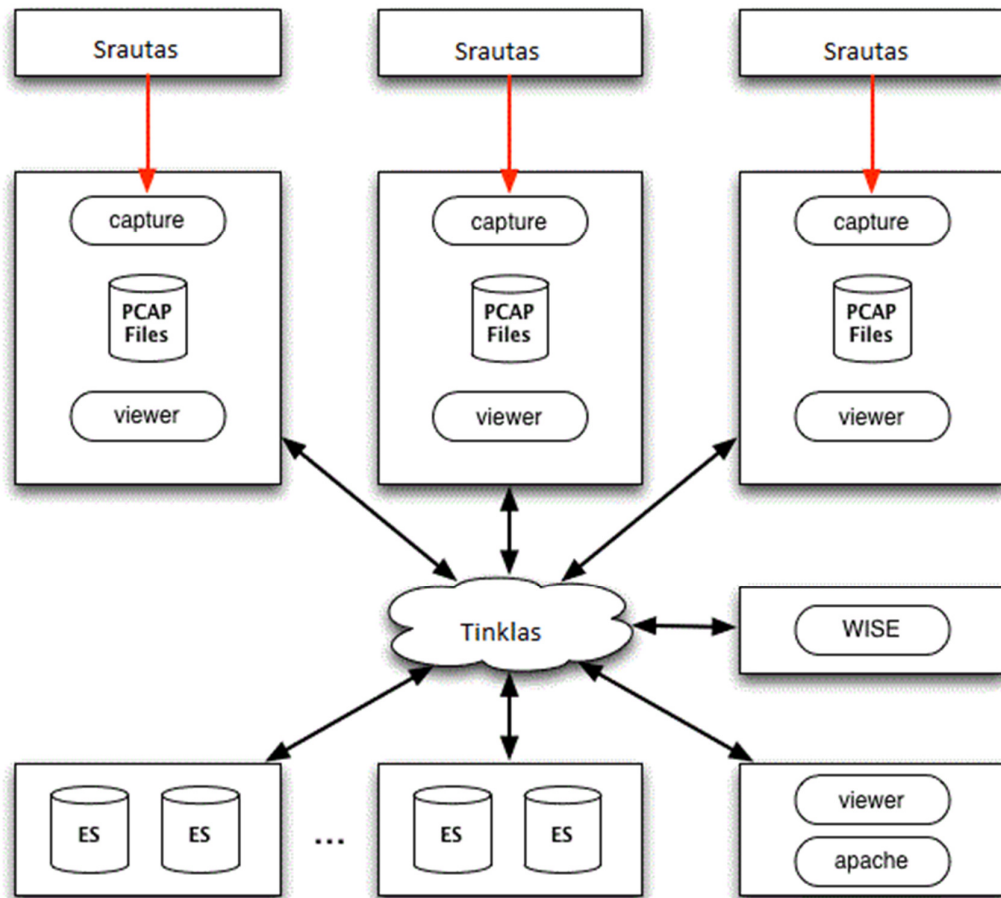 Srautas
Srautas
Srautas
capture
capture
capture
PCAP
Files
PCAP
Files
PCAP
Files
viewer
viewer
viewer
Tinklas
WISE
ES
ES
...
ES
ES
viewer
apache